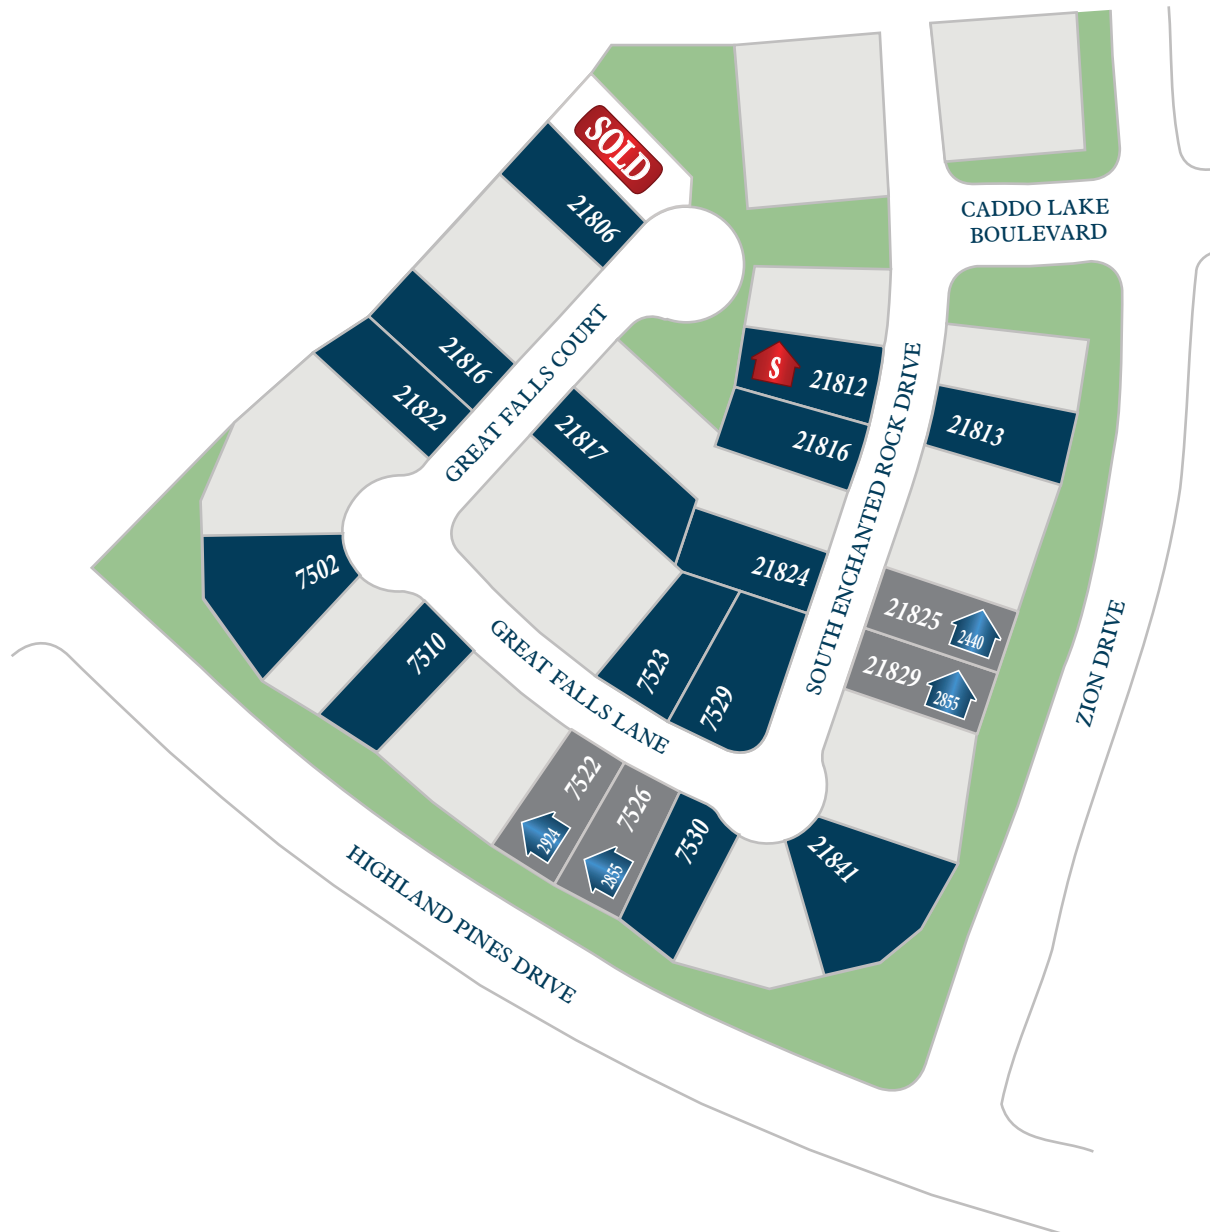 SOLD
21806
CADDO LAKE
BOULEVARD
21816
21822
GREAT FALLS COURT
21817
S
21812
21816
SOUTH ENCHANTED ROCK DRIVE
21813
7502
7510
21824
7523
7529
GREAT FALLS LANE
21825
2440
21829
2855
ZION DRIVE
7522
2924
7526
2855
7530
21841
HIGHLAND PINES DRIVE